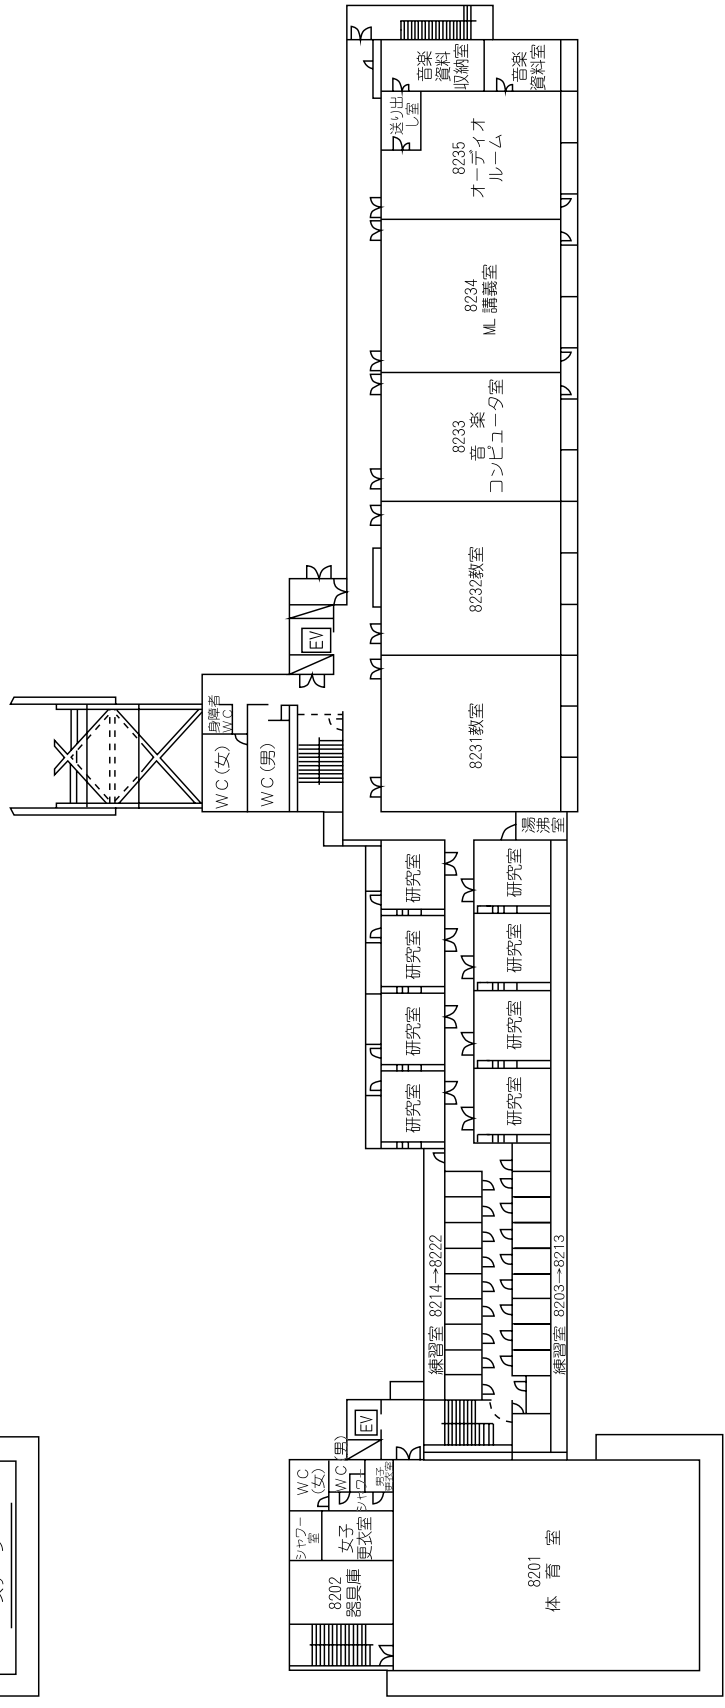 音楽
資料
収納室
音楽
資料室
送り出
し室
8235
オーディオ
ルーム
8234
ML 講義室
8233
音　楽
コンピュータ室
8232教室
EV
8231教室
身障者
W.C.
WC(女)
WC(男)
湯沸
室
研究室
研究室
研究室
研究室
研究室
研究室
研究室
研究室
練習室 8214→8222
練習室 8203→8213
EV
WC
(女)
WC(男)
シャワー
男子
更衣室
シャワー
室
女子
更衣室
8202
器具庫
8201
体　育　室